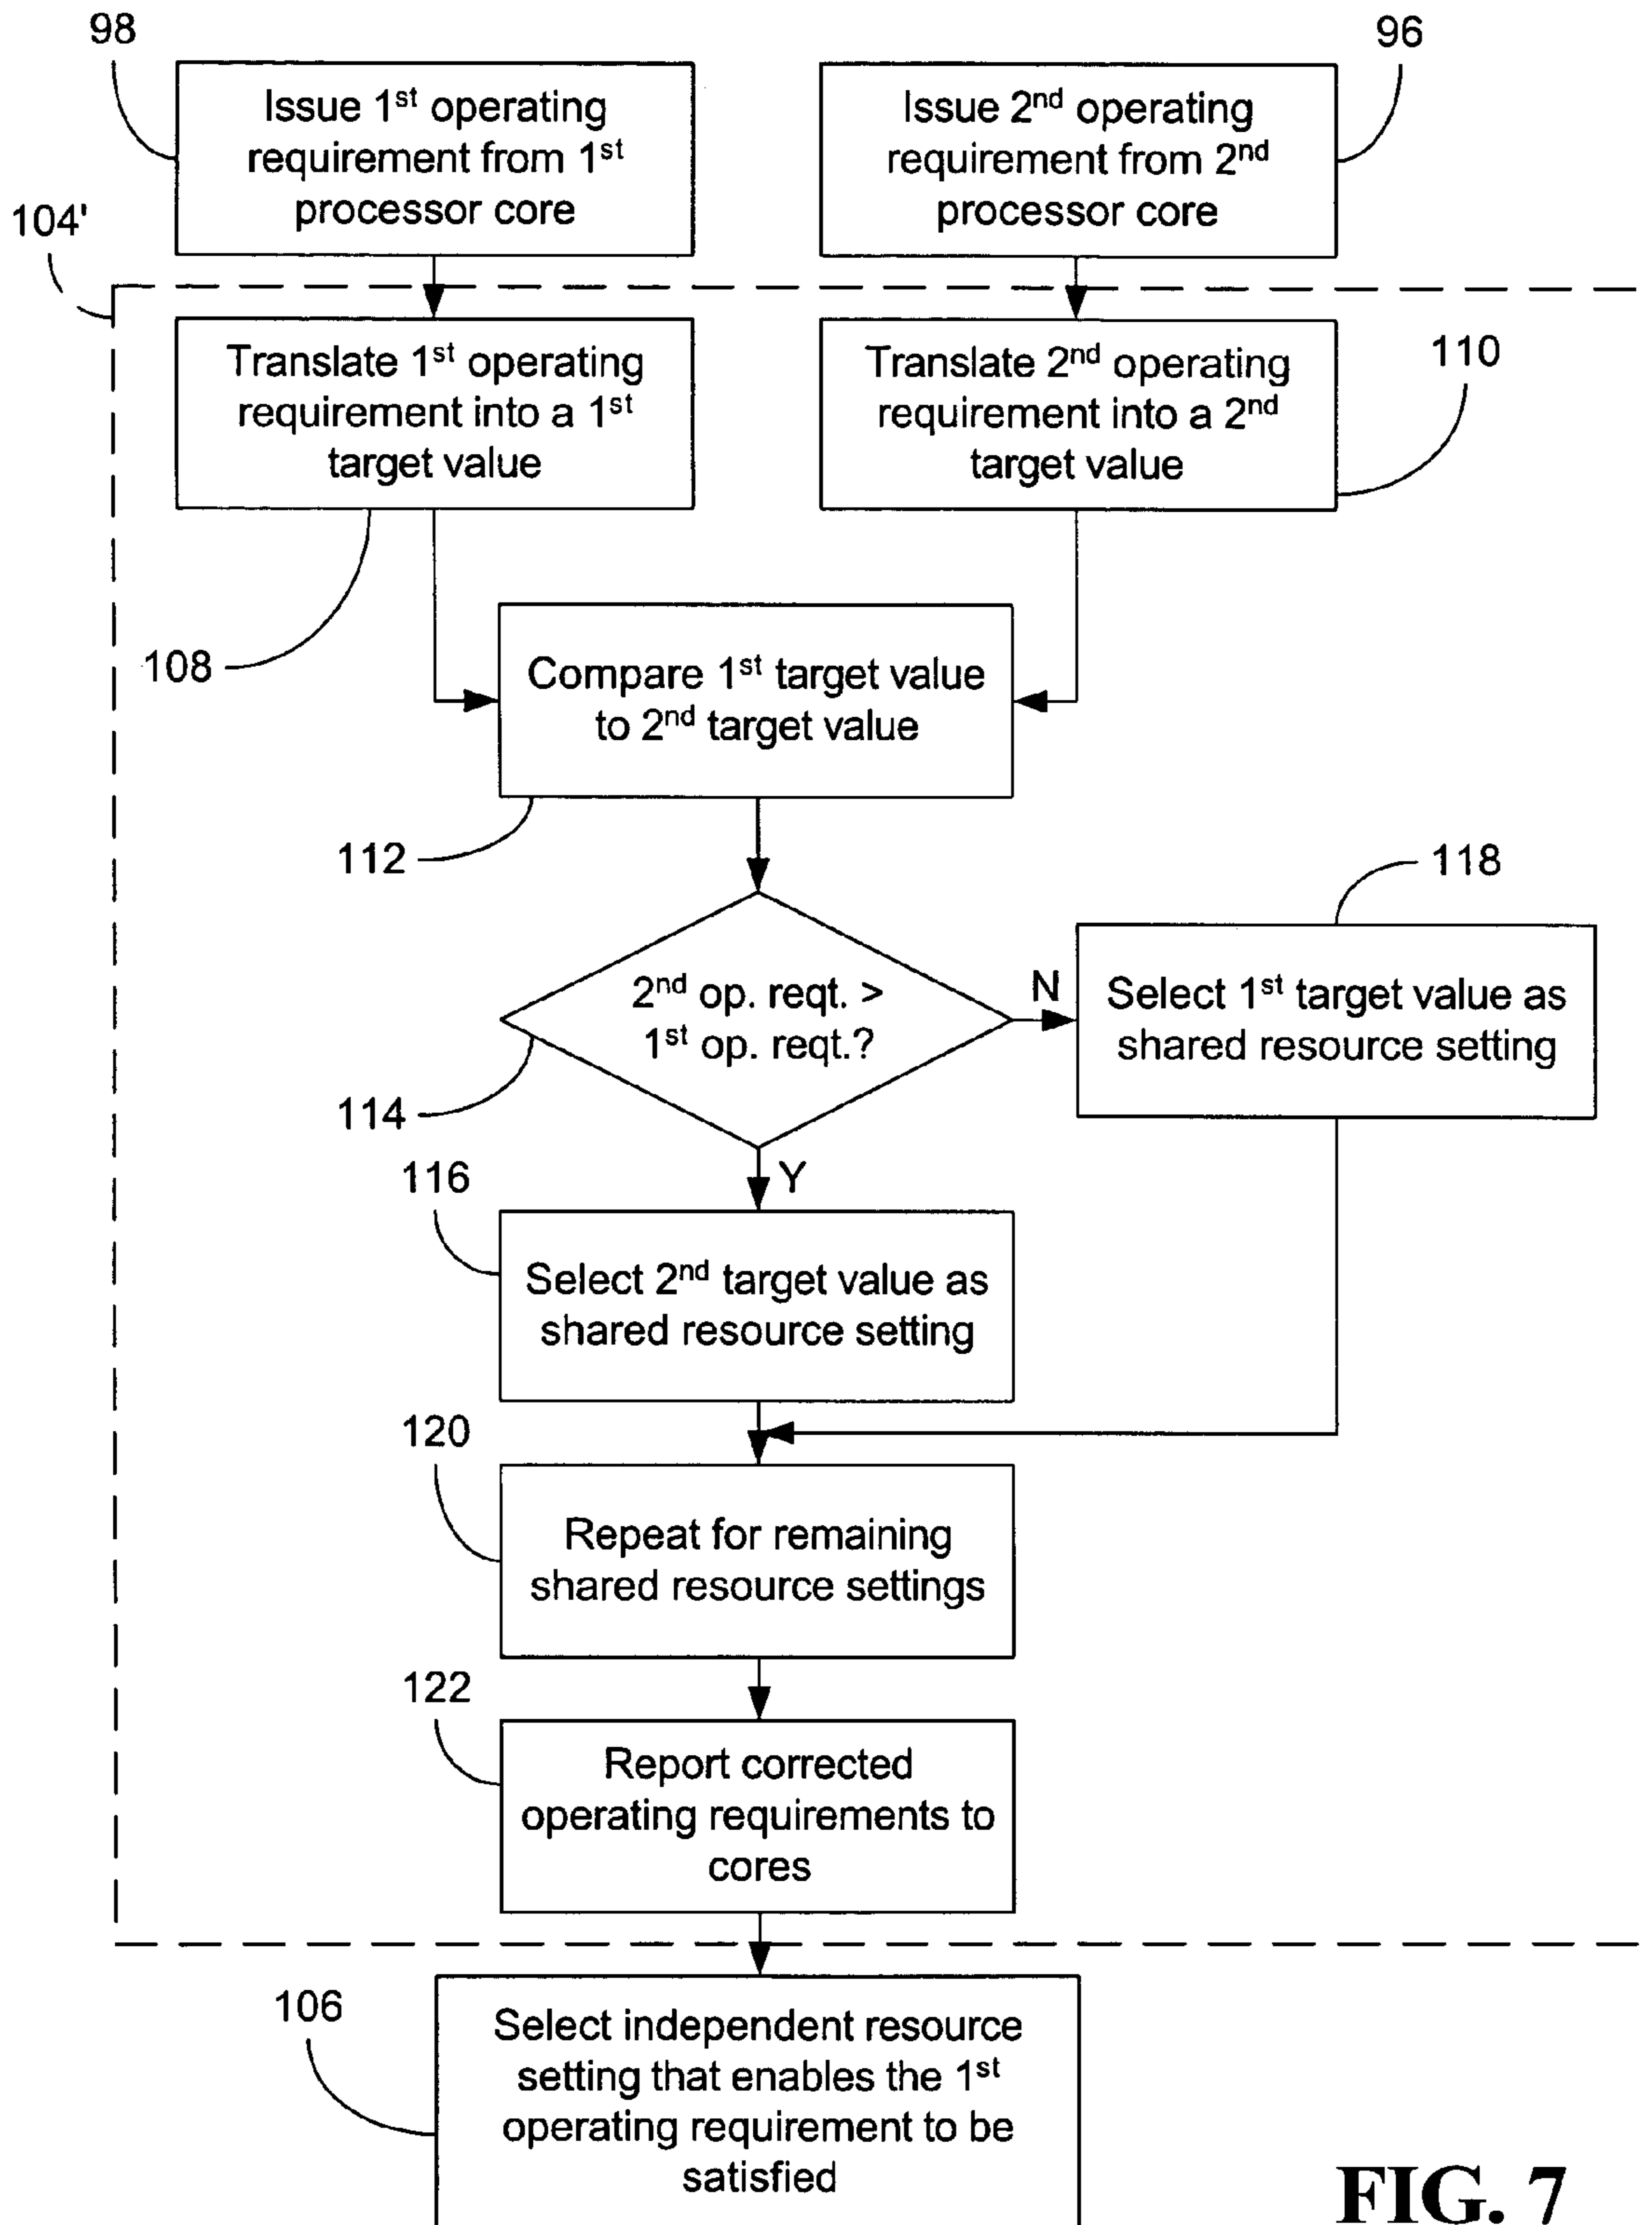 98
96
Issue 1st operating
requirement from 1st
processor core
Issue 2nd operating
requirement from 2nd
processor core
104'
Translate 1st operating
requirement into a 1st
target value
Translate 2nd operating
requirement into a 2nd
target value
110
108
Compare 1st target value
to 2nd target value
112
118
2nd op. reqt. >
1st op. reqt.?
N
Select 1st target value as
shared resource setting
114
116
Y
Select 2nd target value as
shared resource setting
120
Repeat for remaining
shared resource settings
122
Report corrected
operating requirements to
cores
106
Select independent resource
setting that enables the 1st
operating requirement to be
satisfied
FIG. 7